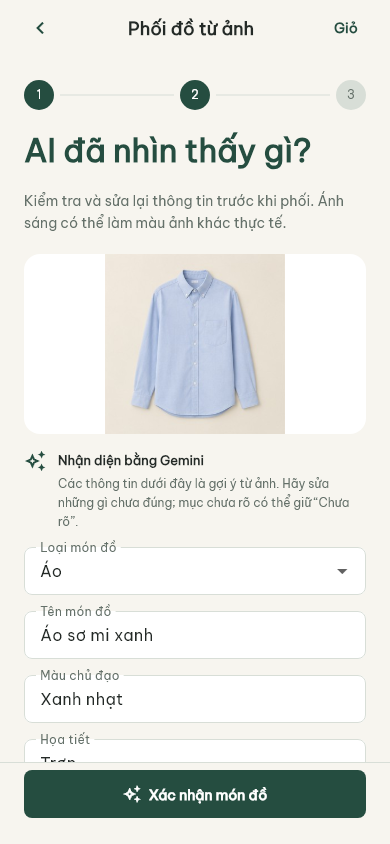 Phối đồ từ ảnh
Giỏ
1
2
3
AI đã nhìn thấy gì?
Kiểm tra và sửa lại thông tin trước khi phối. Ánh
sáng có thể làm màu ảnh khác thực tế.
Nhận diện bằng Gemini
Các thông tin dưới đây là gợi ý từ ảnh. Hãy sửa
những gì chưa đúng; mục chưa rõ có thể giữ “Chưa
rõ”.
Loại món đồ
Áo
Tên món đồ
Áo sơ mi xanh
Màu chủ đạo
Xanh nhạt
Họa tiết
Trơn
Xác nhận món đồ